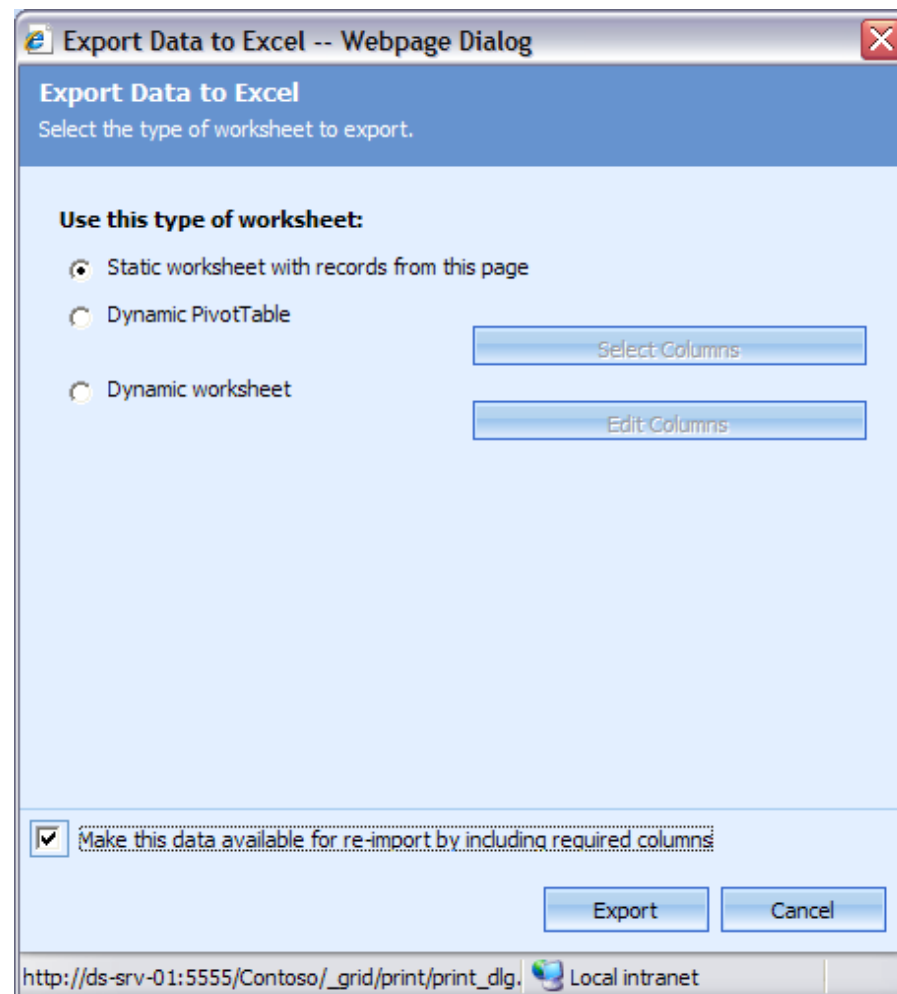 Export Data to Excel -- Webpage Dialog
Export Data to Excel
Select the type of worksheet to export.
Use this type of worksheet:
Static worksheet with records from this page
Dynamic PivotTable
Select Columns
Dynamic worksheet
Edit Columns
Make this data available for re-import by including required columns
Export Cancel
http://ds-srv-01:5555/Contoso/_grid/print/print_dlg. Local intranet